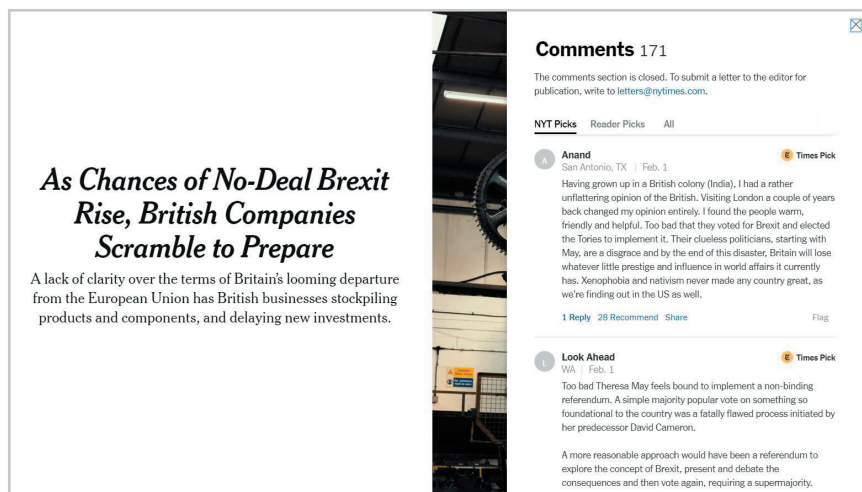 As Chances of No-Deal Brexit
Rise, British Companies
Scramble to Prepare
A lack of clarity over the terms of Britain's looming departure
from the European Union has British businesses stockpiling
products and components, and delaying new investments.
Comments 171
The comments section is closed. To submit a letter to the editor for
publication, write to letters@nytimes.com.
NYT Picks Reader Picks All
A
Anand
Times Pick
San Antonio, TX | Feb. 1
Having grown up in a British colony (India), I had a rather
unflattering opinion of the British. Visiting London a couple of years
back changed my opinion entirely. I found the people warm,
friendly and helpful. Too bad that they voted for Brexit and elected
the Tories to implement it. Their clueless politicians, starting with
May, are a disgrace and by the end of this disaster, Britain will lose
whatever little prestige and influence in world affairs it currently
has. Xenophobia and nativism never made any country great, as
we're finding out in the US as well.
1 Reply 28 Recommend Share Flag
L
Look Ahead
Times Pick
WA | Feb. 1
Too bad Theresa May feels bound to implement a non-binding
referendum. A simple majority popular vote on something so
foundational to the country was a fatally flawed process initiated by
her predecessor David Cameron.
A more reasonable approach would have been a referendum to
explore the concept of Brexit, present and debate the
consequences and then vote again, requiring a supermajority.